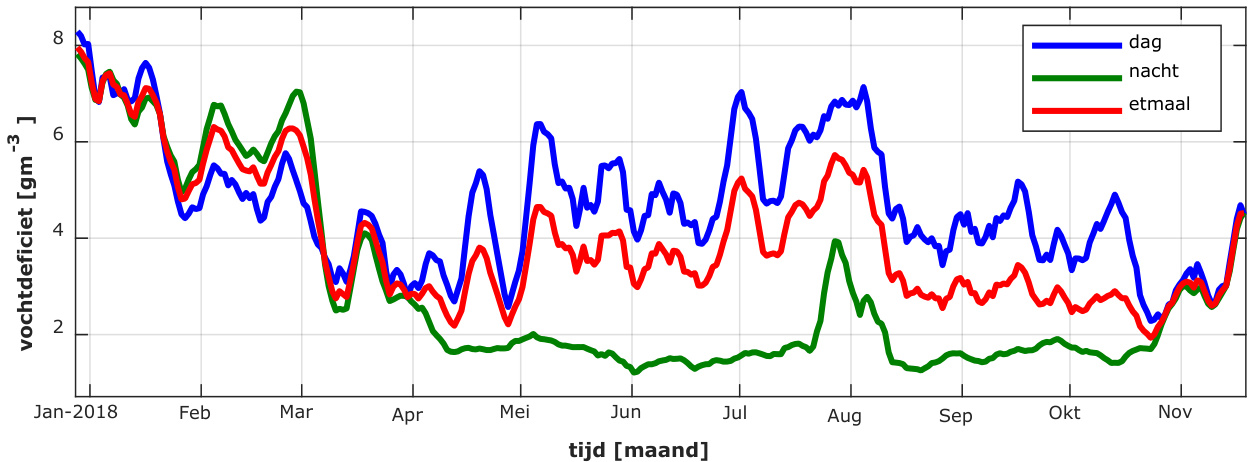 dag
nacht
etmaal
8
6
4
2
vochtdeficiet [gm⁻³ ]
Jan-2018 Feb Mar Apr Mei Jun Jul Aug Sep Okt Nov
tijd [maand]